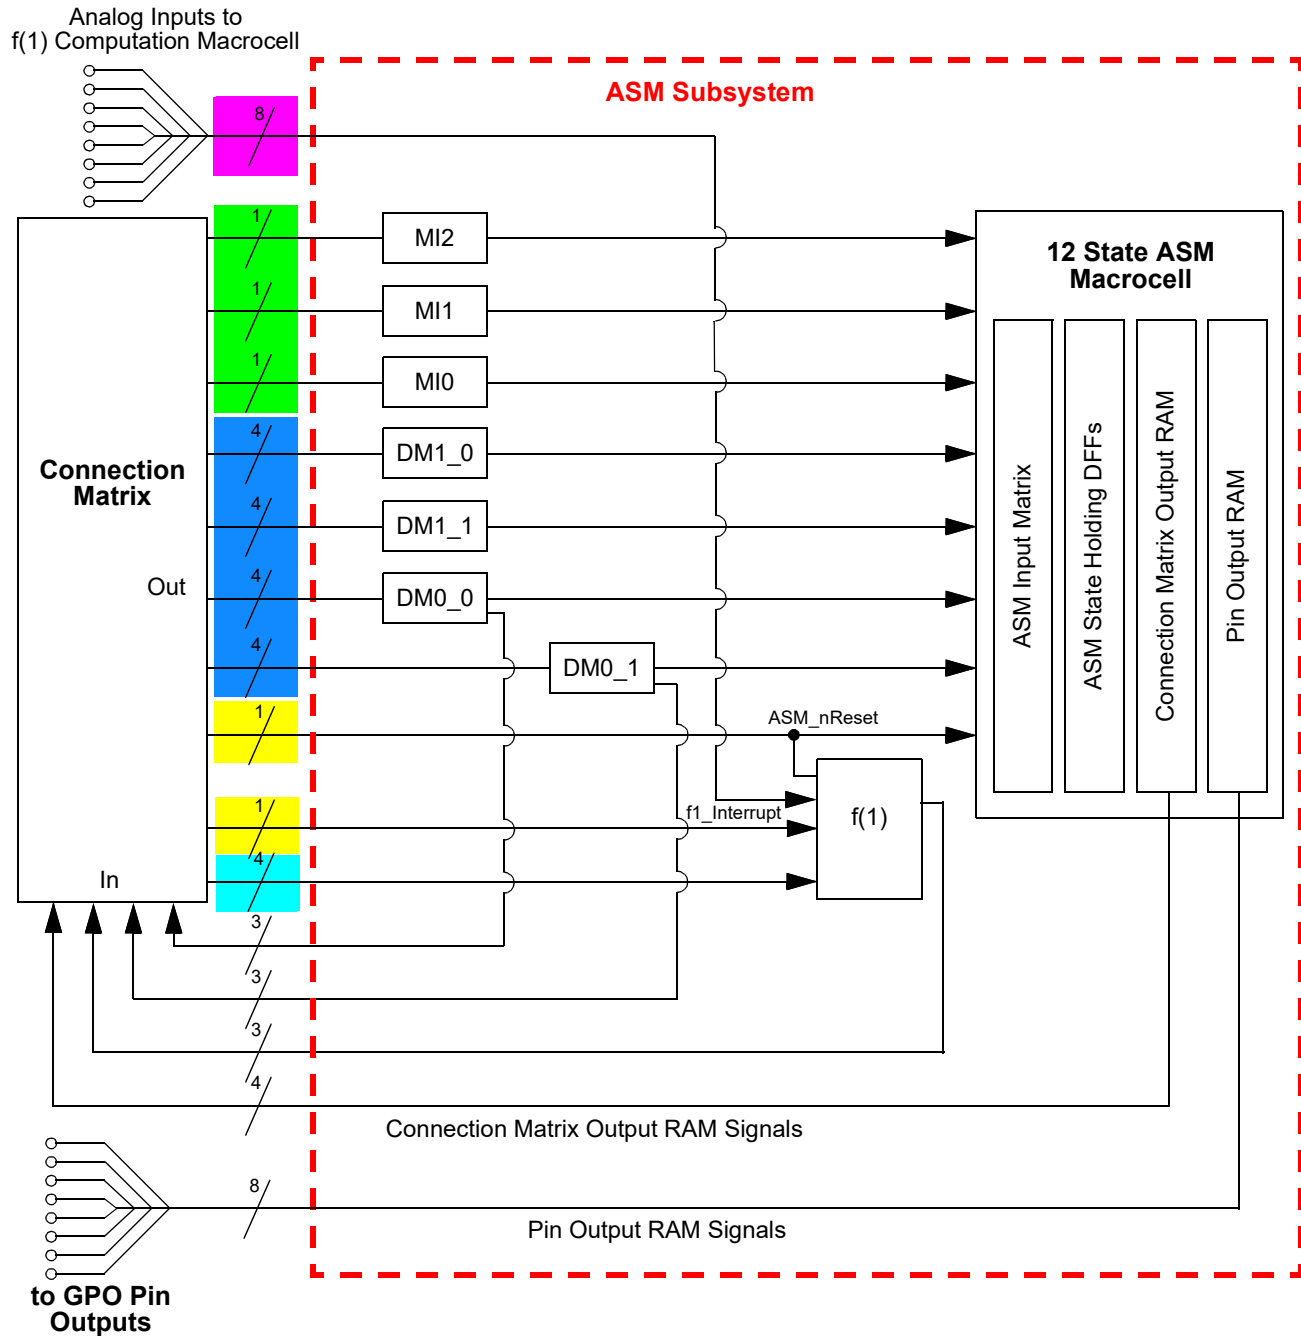 Analog Inputs to
f(1) Computation Macrocell
ASM Subsystem
8
1
MI2
12 State ASM
Macrocell
1
MI1
1
MI0
4
DM1_0
Connection
Matrix
4
DM1_1
Out
4
DM0_0
4
DM0_1
ASM Input Matrix
ASM State Holding DFFs
Connection Matrix Output RAM
Pin Output RAM
1
ASM_nReset
1
f1_Interrupt
f(1)
4
In
3
3
3
4
Connection Matrix Output RAM Signals
8
Pin Output RAM Signals
to GPO Pin
Outputs